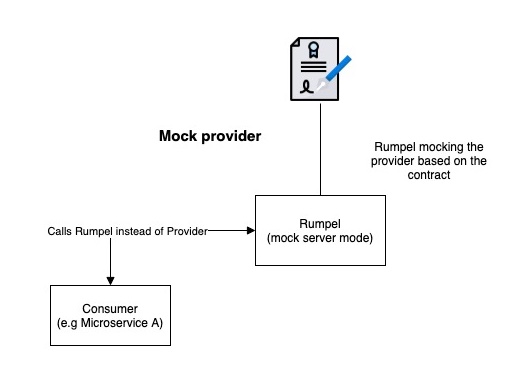 Mock provider
Rumpel mocking the
provider based on the
contract
Rumpel
(mock server mode)
Calls Rumpel instead of Provider
Consumer
(e.g Microservice A)